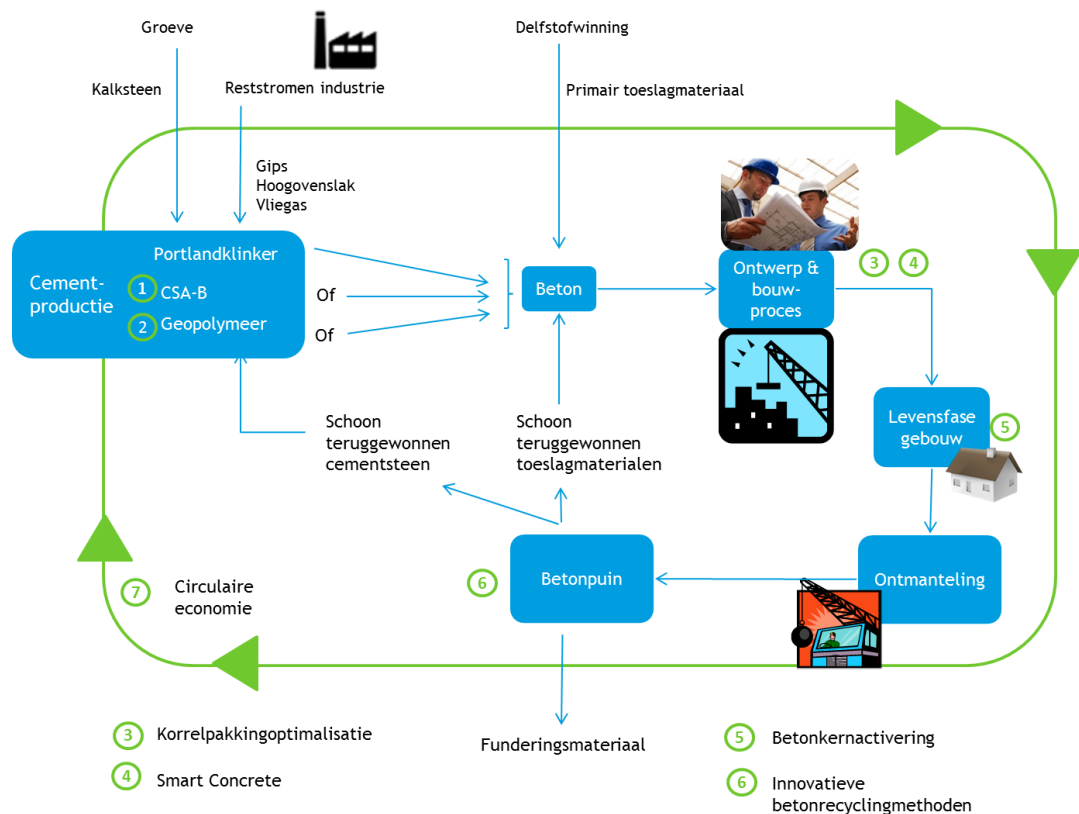 Groeve
Delfstofwinning
Kalksteen
Reststromen industrie
Primair toeslagmateriaal
Gips
Hoogovenslak
Vliegas
Cement-
productie
Portlandklinker
1 CSA-B
2 Geopolymeer
Of
Of
Beton
Ontwerp &
bouw-
proces
3 4
Levensfase
gebouw
5
Schoon
teruggewonnen
cementsteen
Schoon
teruggewonnen
toeslagmaterialen
6 Betonpuin
Ontmanteling
7 Circulaire
economie
Funderingsmateriaal
3 Korrelpakkingoptimalisatie
4 Smart Concrete
5 Betonkernactivering
6 Innovatieve
betonrecyclingmethoden